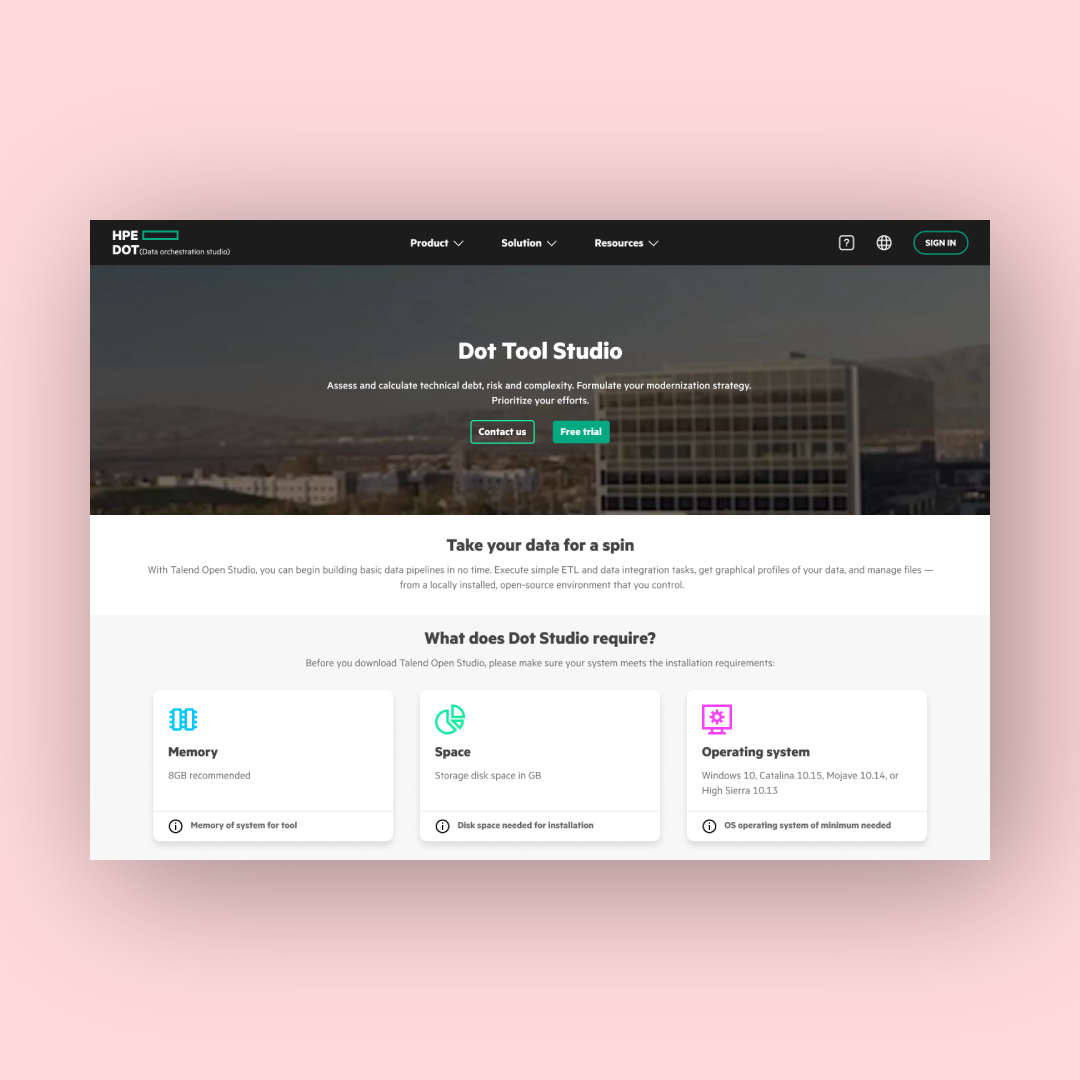 HPE
DOT(Data orchestration studio)
Product
Solution
Resources
?
SIGN IN
Dot Tool Studio
Assess and calculate technical debt, risk and complexity. Formulate your modernization strategy.
Prioritize your efforts.
Contact us
Free trial
Take your data for a spin
With Talend Open Studio, you can begin building basic data pipelines in no time. Execute simple ETL and data integration tasks, get graphical profiles of your data, and manage files —
from a locally installed, open-source environment that you control.
What does Dot Studio require?
Before you download Talend Open Studio, please make sure your system meets the installation requirements:
Memory
8GB recommended
Memory of system for tool
Space
Storage disk space in GB
Disk space needed for installation
Operating system
Windows 10, Catalina 10.15, Mojave 10.14, or
High Sierra 10.13
OS operating system of minimum needed